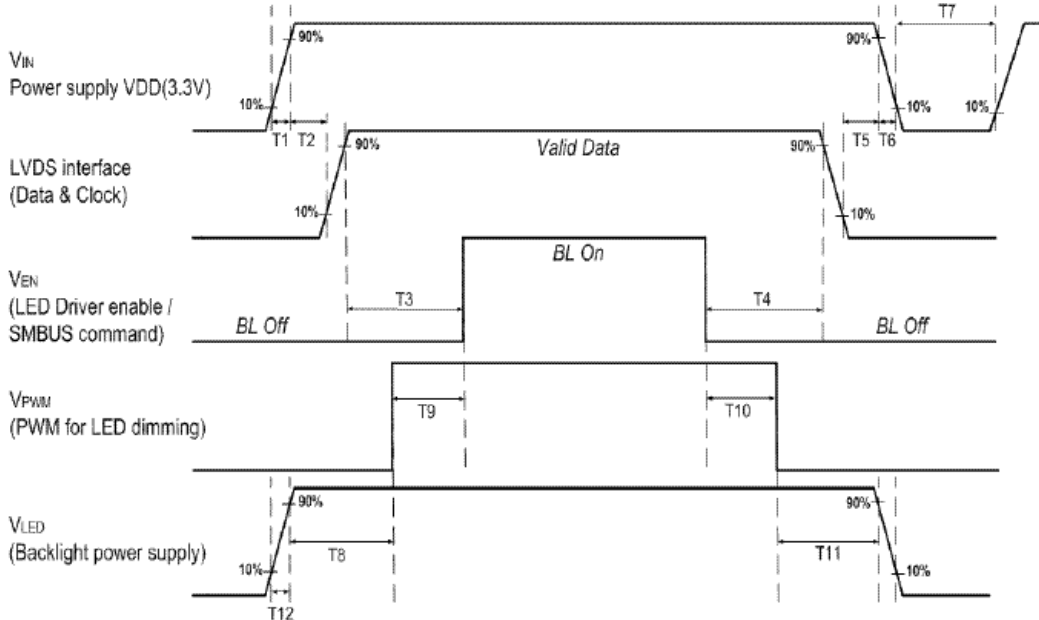 T7
90%
90%
VIN
Power supply VDD(3.3V)
10%
10%
10%
T1
T2
T5
T6
90%
Valid Data
90%
LVDS interface
(Data & Clock)
10%
10%
BL On
VEN
(LED Driver enable /
SMBUS command)
T3
T4
BL Off
BL Off
VPWM
(PWM for LED dimming)
T9
T10
90%
90%
VLED
(Backlight power supply)
T8
T11
10%
10%
T12